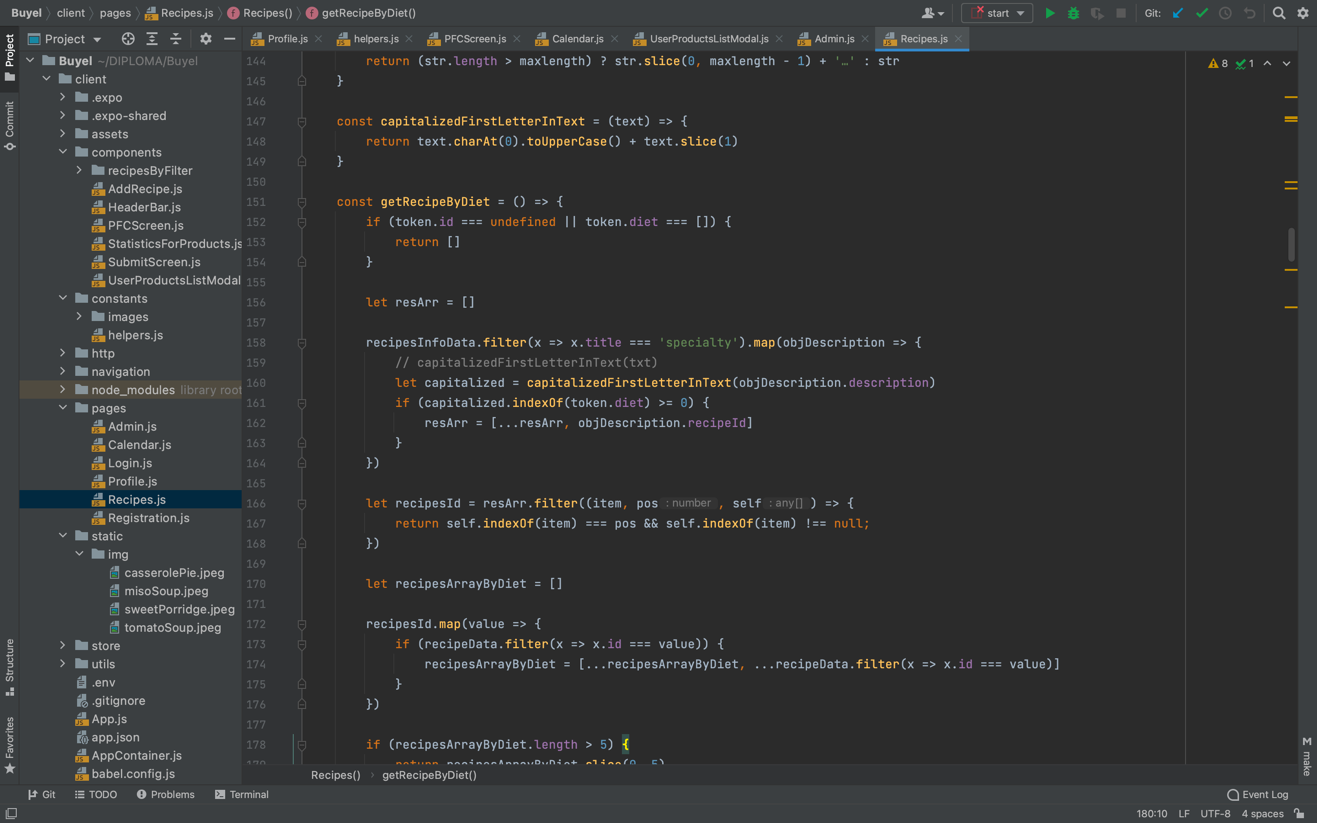 Buyel client pages Recipes.js Recipes() getRecipeByDiet() start Git:
Project Profile.js helpers.js PFCScreen.js Calendar.js UserProductsListModal.js Admin.js Recipes.js
Project
Commit
Structure
Favorites
Buyel ~/DIPLOMA/Buyel
client
.expo
.expo-shared
assets
components
recipesByFilter
AddRecipe.js
HeaderBar.js
PFCScreen.js
StatisticsForProducts.js
SubmitScreen.js
UserProductsListModal
constants
images
helpers.js
http
navigation
node_modules library root
pages
Admin.js
Calendar.js
Login.js
Profile.js
Recipes.js
Registration.js
static
img
casserolePie.jpeg
misoSoup.jpeg
sweetPorridge.jpeg
tomatoSoup.jpeg
store
utils
.env
.gitignore
App.js
app.json
AppContainer.js
babel.config.js
144 return (str.length > maxlength) ? str.slice(0, maxlength - 1) + '…' : str
145 }
146
147 const capitalizedFirstLetterInText = (text) => {
148 return text.charAt(0).toUpperCase() + text.slice(1)
149 }
150
151 const getRecipeByDiet = () => {
152 if (token.id === undefined || token.diet === []) {
153 return []
154 }
155
156 let resArr = []
157
158 recipesInfoData.filter(x => x.title === 'specialty').map(objDescription => {
159 // capitalizedFirstLetterInText(txt)
160 let capitalized = capitalizedFirstLetterInText(objDescription.description)
161 if (capitalized.indexOf(token.diet) >= 0) {
162 resArr = [...resArr, objDescription.recipeId]
163 }
164 })
165
166 let recipesId = resArr.filter((item, pos : number , self : any[] ) => {
167 return self.indexOf(item) === pos && self.indexOf(item) !== null;
168 })
169
170 let recipesArrayByDiet = []
171
172 recipesId.map(value => {
173 if (recipeData.filter(x => x.id === value)) {
174 recipesArrayByDiet = [...recipesArrayByDiet, ...recipeData.filter(x => x.id === value)]
175 }
176 })
177
178 if (recipesArrayByDiet.length > 5) {
179 return recipesArrayByDiet.slice(0, 5)
8 1
M make
Recipes() getRecipeByDiet()
Git TODO Problems Terminal Event Log
180:10 LF UTF-8 4 spaces